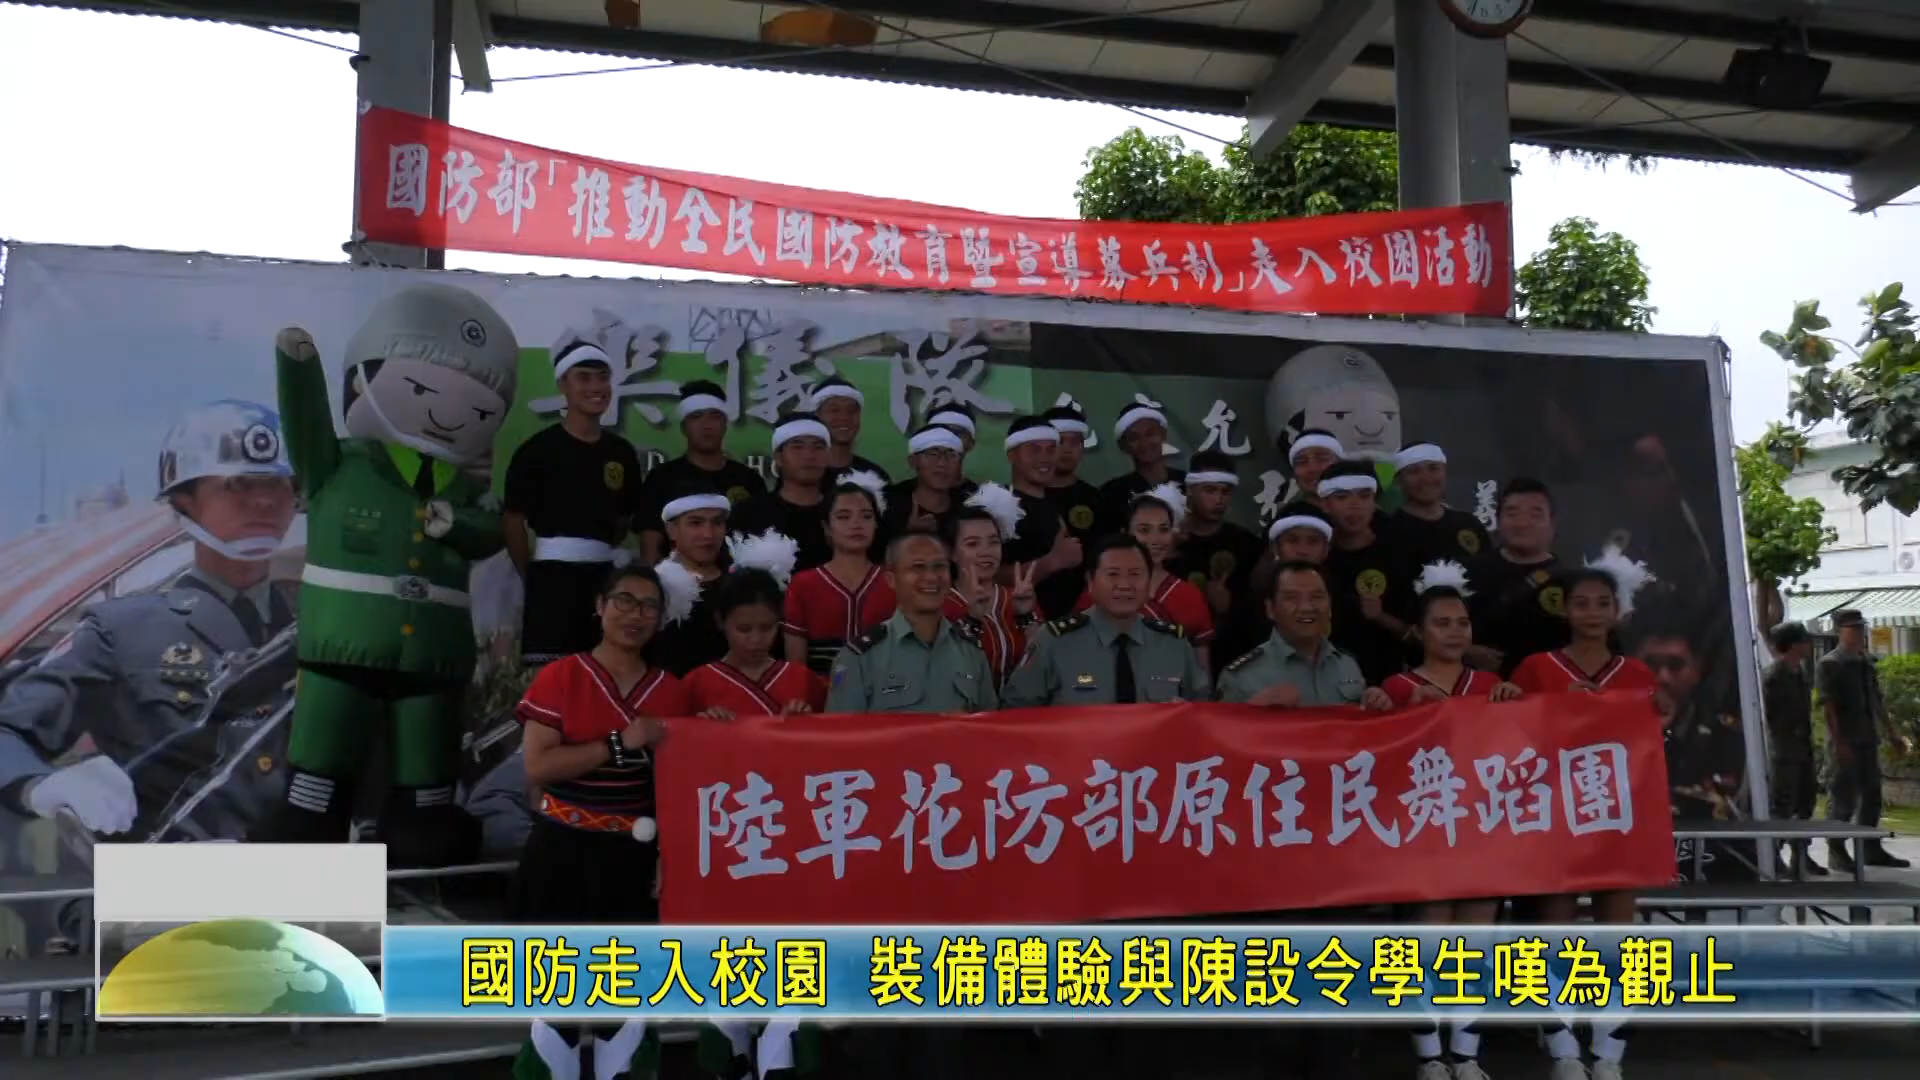 國防部「推動全民國防教育暨宣導募兵制」走入校園活動
樂儀隊
允文允
陸軍花防部原住民舞蹈團
國防走入校園 裝備體驗與陳設令學生嘆為觀止